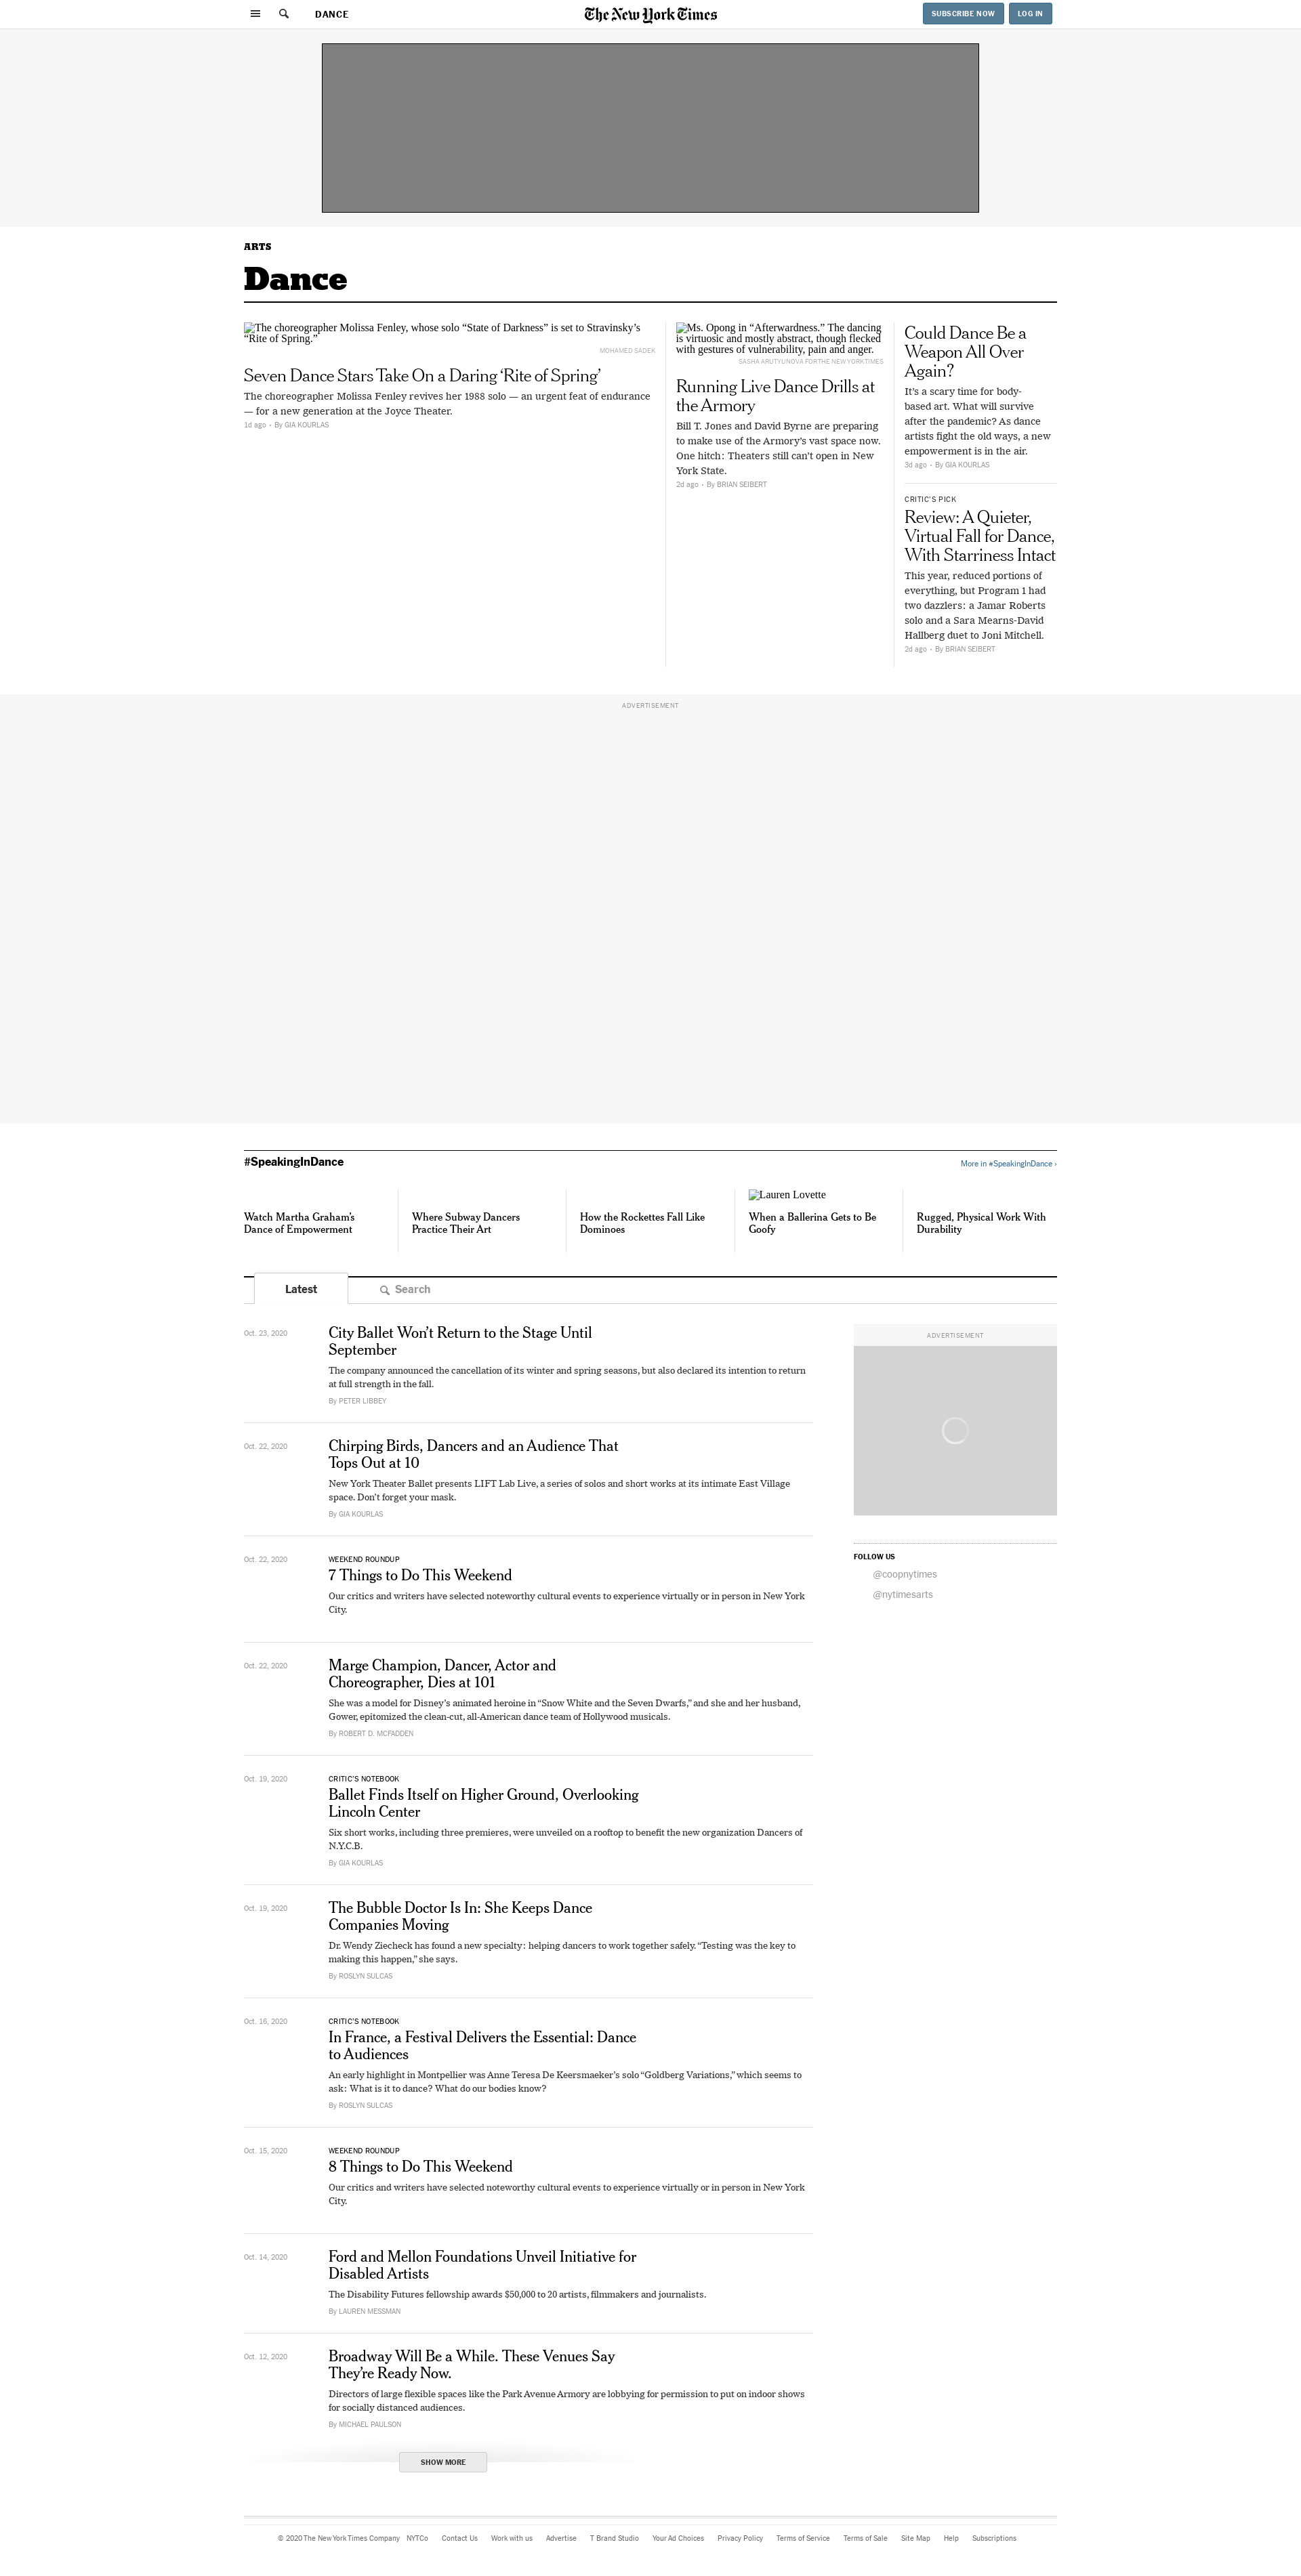 DANCE
The New York Times
SUBSCRIBE NOW
LOG IN
ARTS
Dance
The choreographer Molissa Fenley, whose solo “State of Darkness” is set to Stravinsky’s
“Rite of Spring.”
MOHAMED SADEK
Seven Dance Stars Take On a Daring ‘Rite of Spring’
The choreographer Molissa Fenley revives her 1988 solo — an urgent feat of endurance
— for a new generation at the Joyce Theater.
1d ago • By GIA KOURLAS
Ms. Opong in “Afterwardness.” The dancing
is virtuosic and mostly abstract, though flecked
with gestures of vulnerability, pain and anger.
SASHA ARUTYUNOVA FOR THE NEW YORK TIMES
Running Live Dance Drills at
the Armory
Bill T. Jones and David Byrne are preparing
to make use of the Armory’s vast space now.
One hitch: Theaters still can’t open in New
York State.
2d ago • By BRIAN SEIBERT
Could Dance Be a
Weapon All Over
Again?
It’s a scary time for body-
based art. What will survive
after the pandemic? As dance
artists fight the old ways, a new
empowerment is in the air.
3d ago • By GIA KOURLAS
CRITIC’S PICK
Review: A Quieter,
Virtual Fall for Dance,
With Starriness Intact
This year, reduced portions of
everything, but Program 1 had
two dazzlers: a Jamar Roberts
solo and a Sara Mearns-David
Hallberg duet to Joni Mitchell.
2d ago • By BRIAN SEIBERT
ADVERTISEMENT
#SpeakingInDance
More in #SpeakingInDance ›
Watch Martha Graham’s
Dance of Empowerment
Where Subway Dancers
Practice Their Art
How the Rockettes Fall Like
Dominoes
Lauren Lovette
When a Ballerina Gets to Be
Goofy
Rugged, Physical Work With
Durability
Latest
Search
Oct. 23, 2020
City Ballet Won’t Return to the Stage Until
September
The company announced the cancellation of its winter and spring seasons, but also declared its intention to return
at full strength in the fall.
By PETER LIBBEY
ADVERTISEMENT
Oct. 22, 2020
Chirping Birds, Dancers and an Audience That
Tops Out at 10
New York Theater Ballet presents LIFT Lab Live, a series of solos and short works at its intimate East Village
space. Don’t forget your mask.
By GIA KOURLAS
FOLLOW US
@coopnytimes
@nytimesarts
Oct. 22, 2020
WEEKEND ROUNDUP
7 Things to Do This Weekend
Our critics and writers have selected noteworthy cultural events to experience virtually or in person in New York
City.
Oct. 22, 2020
Marge Champion, Dancer, Actor and
Choreographer, Dies at 101
She was a model for Disney’s animated heroine in “Snow White and the Seven Dwarfs,” and she and her husband,
Gower, epitomized the clean-cut, all-American dance team of Hollywood musicals.
By ROBERT D. MCFADDEN
Oct. 19, 2020
CRITIC’S NOTEBOOK
Ballet Finds Itself on Higher Ground, Overlooking
Lincoln Center
Six short works, including three premieres, were unveiled on a rooftop to benefit the new organization Dancers of
N.Y.C.B.
By GIA KOURLAS
Oct. 19, 2020
The Bubble Doctor Is In: She Keeps Dance
Companies Moving
Dr. Wendy Ziecheck has found a new specialty: helping dancers to work together safely. “Testing was the key to
making this happen,” she says.
By ROSLYN SULCAS
Oct. 16, 2020
CRITIC’S NOTEBOOK
In France, a Festival Delivers the Essential: Dance
to Audiences
An early highlight in Montpellier was Anne Teresa De Keersmaeker’s solo “Goldberg Variations,” which seems to
ask: What is it to dance? What do our bodies know?
By ROSLYN SULCAS
Oct. 15, 2020
WEEKEND ROUNDUP
8 Things to Do This Weekend
Our critics and writers have selected noteworthy cultural events to experience virtually or in person in New York
City.
Oct. 14, 2020
Ford and Mellon Foundations Unveil Initiative for
Disabled Artists
The Disability Futures fellowship awards $50,000 to 20 artists, filmmakers and journalists.
By LAUREN MESSMAN
Oct. 12, 2020
Broadway Will Be a While. These Venues Say
They’re Ready Now.
Directors of large flexible spaces like the Park Avenue Armory are lobbying for permission to put on indoor shows
for socially distanced audiences.
By MICHAEL PAULSON
SHOW MORE
© 2020 The New York Times Company NYTCo Contact Us Work with us Advertise T Brand Studio Your Ad Choices Privacy Policy Terms of Service Terms of Sale Site Map Help Subscriptions